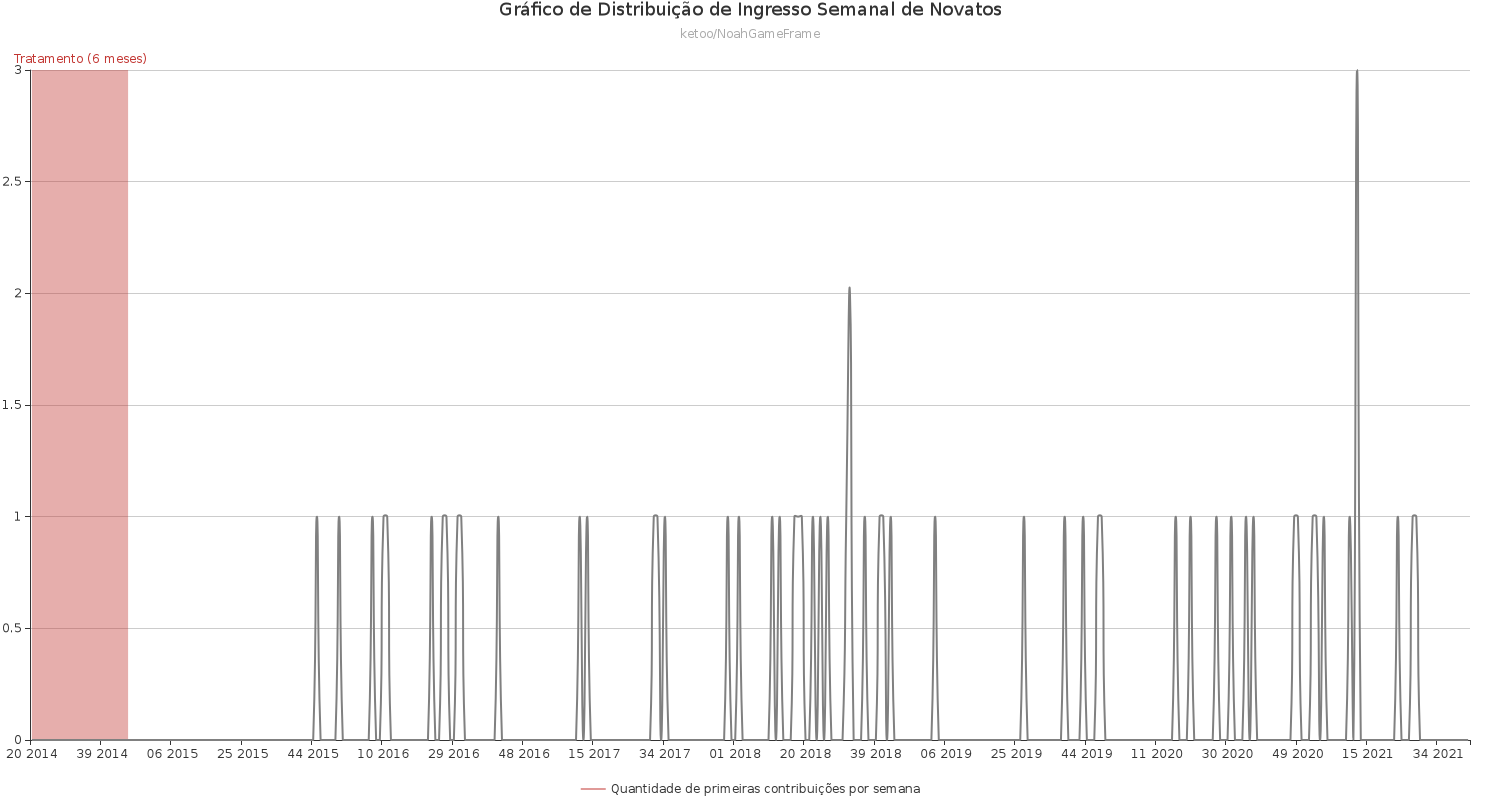 Gráfico de Distribuição de Ingresso Semanal de Novatos
ketoo/NoahGameFrame
Tratamento (6 meses)
3
2.5
2
1.5
1
0.5
0
20 2014 39 2014 06 2015 25 2015 44 2015 10 2016 29 2016 48 2016 15 2017 34 2017 01 2018 20 2018 39 2018 06 2019 25 2019 44 2019 11 2020 30 2020 49 2020 15 2021 34 2021
Quantidade de primeiras contribuições por semana